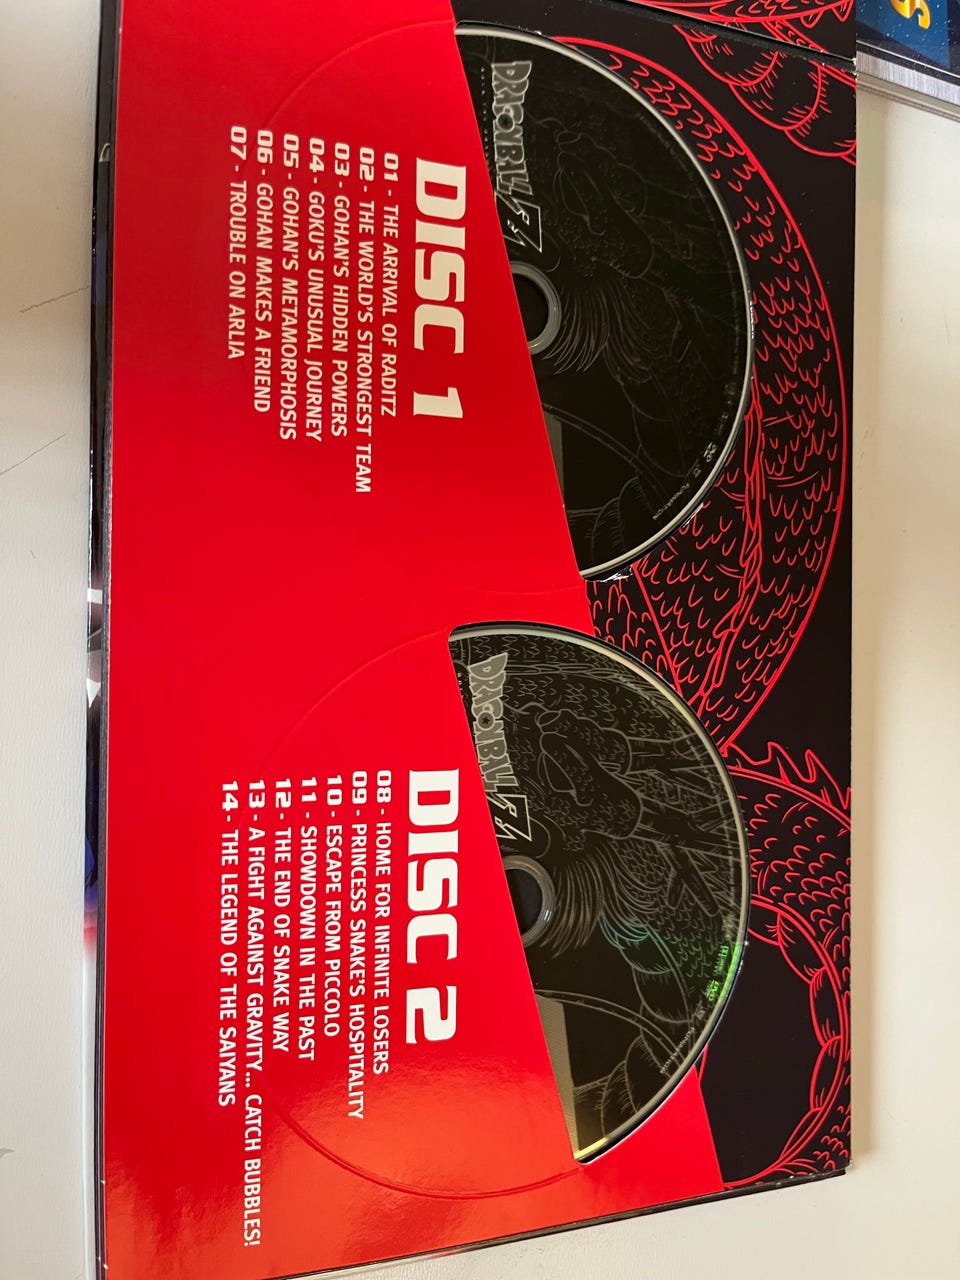 DRAGON BALL Z
DISC 1
01 - THE ARRIVAL OF RADITZ
02 - THE WORLD'S STRONGEST TEAM
03 - GOHAN'S HIDDEN POWERS
04 - GOKU'S UNUSUAL JOURNEY
05 - GOHAN'S METAMORPHOSIS
06 - GOHAN MAKES A FRIEND
07 - TROUBLE ON ARLIA
DRAGON BALL Z
DISC 2
08 - HOME FOR INFINITE LOSERS
09 - PRINCESS SNAKE'S HOSPITALITY
10 - ESCAPE FROM PICCOLO
11 - SHOWDOWN IN THE PAST
12 - THE END OF SNAKE WAY
13 - A FIGHT AGAINST GRAVITY... CATCH BUBBLES!
14 - THE LEGEND OF THE SAIYANS